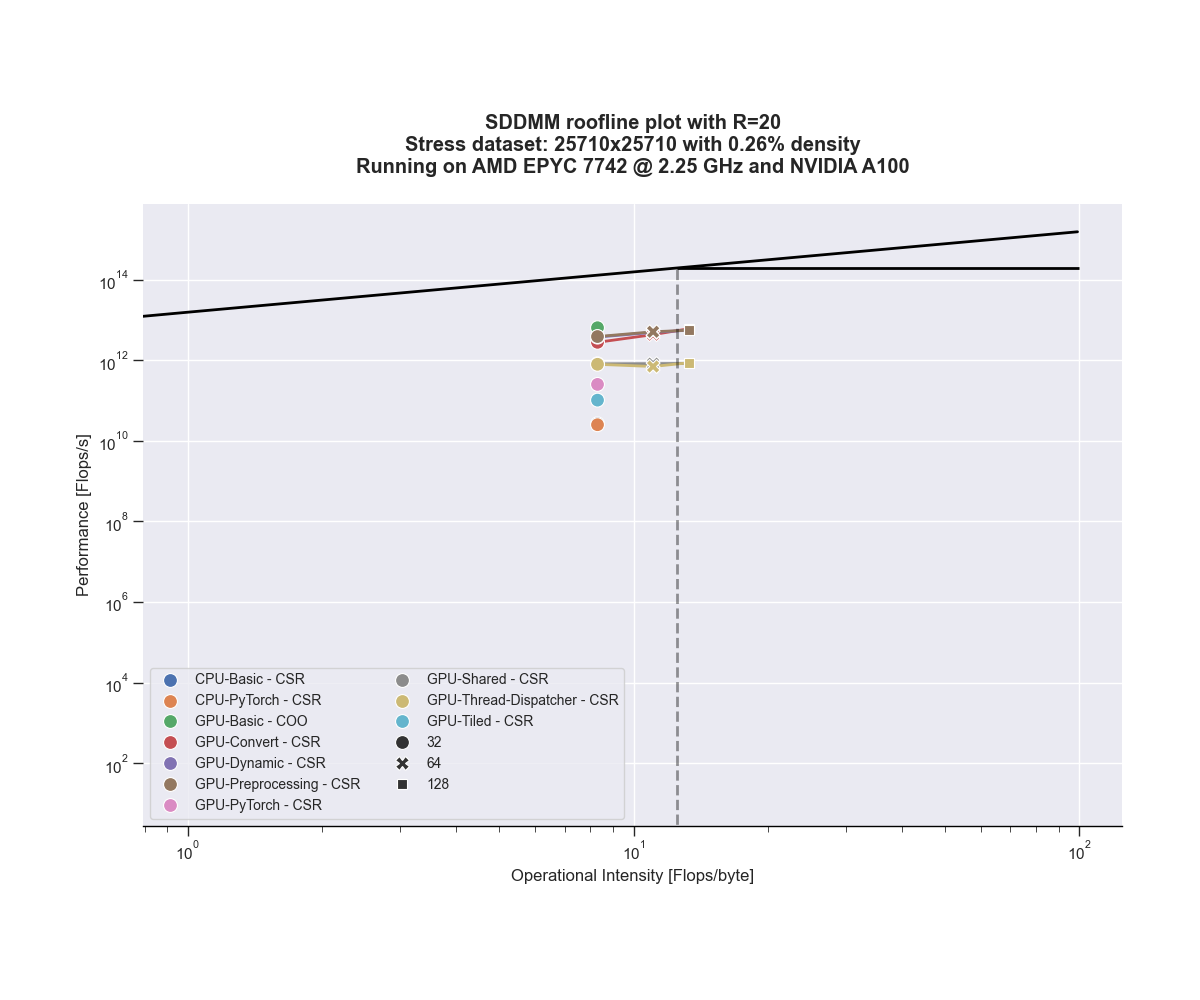 SDDMM roofline plot with R=20
Stress dataset: 25710x25710 with 0.26% density
Running on AMD EPYC 7742 @ 2.25 GHz and NVIDIA A100
Performance [Flops/s]
10^14
10^12
10^10
10^8
10^6
10^4
10^2
CPU-Basic - CSR
CPU-PyTorch - CSR
GPU-Basic - COO
GPU-Convert - CSR
GPU-Dynamic - CSR
GPU-Preprocessing - CSR
GPU-PyTorch - CSR
GPU-Shared - CSR
GPU-Thread-Dispatcher - CSR
GPU-Tiled - CSR
32
64
128
10^0 10^1 10^2
Operational Intensity [Flops/byte]